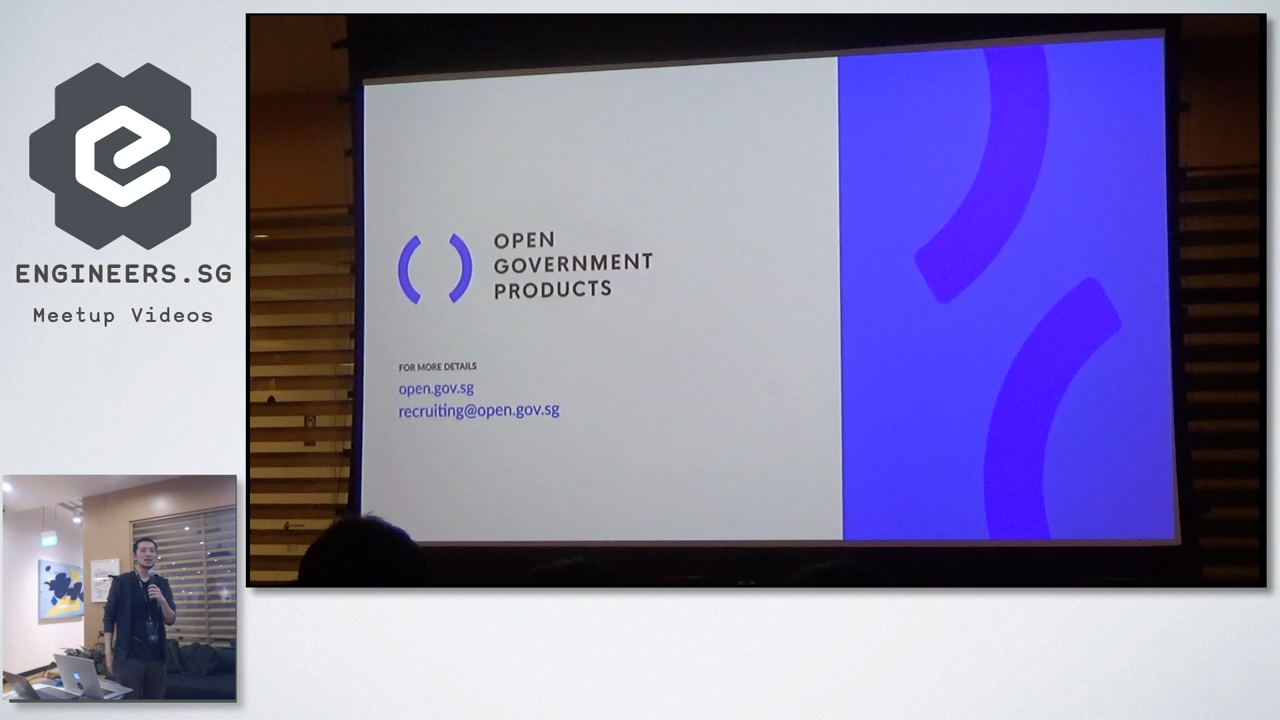 ENGINEERS.SG
Meetup Videos
OPEN
GOVERNMENT
PRODUCTS
FOR MORE DETAILS
open.gov.sg
recruiting@open.gov.sg